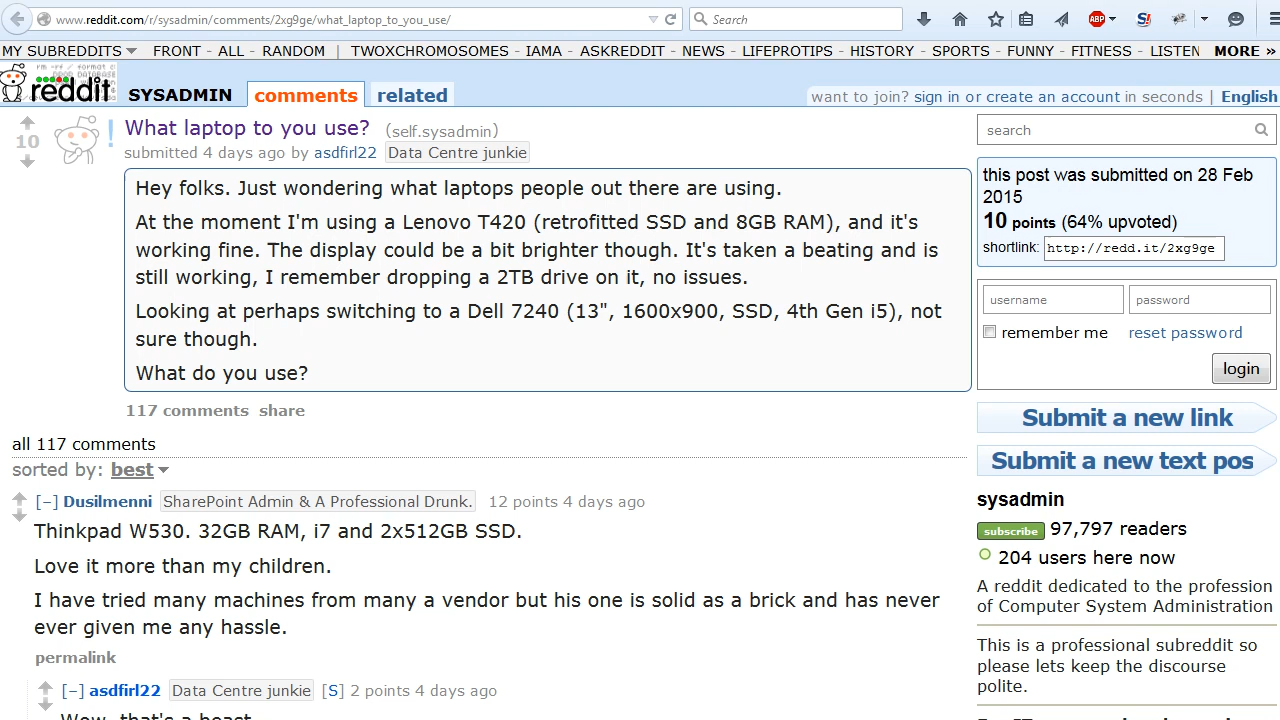 www.reddit.com/r/sysadmin/comments/2xg9ge/what_laptop_to_you_use/
Search
ABP
MY SUBREDDITS FRONT - ALL - RANDOM | TWOXCHROMOSOMES - IAMA - ASKREDDIT - NEWS - LIFEPROTIPS - HISTORY - SPORTS - FUNNY - FITNESS - LISTEN MORE »
reddit SYSADMIN comments related
want to join? sign in or create an account in seconds | English
What laptop to you use? (self.sysadmin)
10
submitted 4 days ago by asdfirl22 Data Centre junkie
Hey folks. Just wondering what laptops people out there are using.
At the moment I'm using a Lenovo T420 (retrofitted SSD and 8GB RAM), and it's
working fine. The display could be a bit brighter though. It's taken a beating and is
still working, I remember dropping a 2TB drive on it, no issues.
Looking at perhaps switching to a Dell 7240 (13", 1600x900, SSD, 4th Gen i5), not
sure though.
What do you use?
117 comments share
all 117 comments
sorted by: best
[–] Dusilmenni SharePoint Admin & A Professional Drunk. 12 points 4 days ago
Thinkpad W530. 32GB RAM, i7 and 2x512GB SSD.
Love it more than my children.
I have tried many machines from many a vendor but his one is solid as a brick and has never
ever given me any hassle.
permalink
[–] asdfirl22 Data Centre junkie [S] 2 points 4 days ago
Wow, that's a beast
search
this post was submitted on 28 Feb
2015
10 points (64% upvoted)
shortlink: http://redd.it/2xg9ge
username password
remember me reset password
login
Submit a new link
Submit a new text pos
sysadmin
subscribe 97,797 readers
204 users here now
A reddit dedicated to the profession
of Computer System Administration
This is a professional subreddit so
please lets keep the discourse
polite.